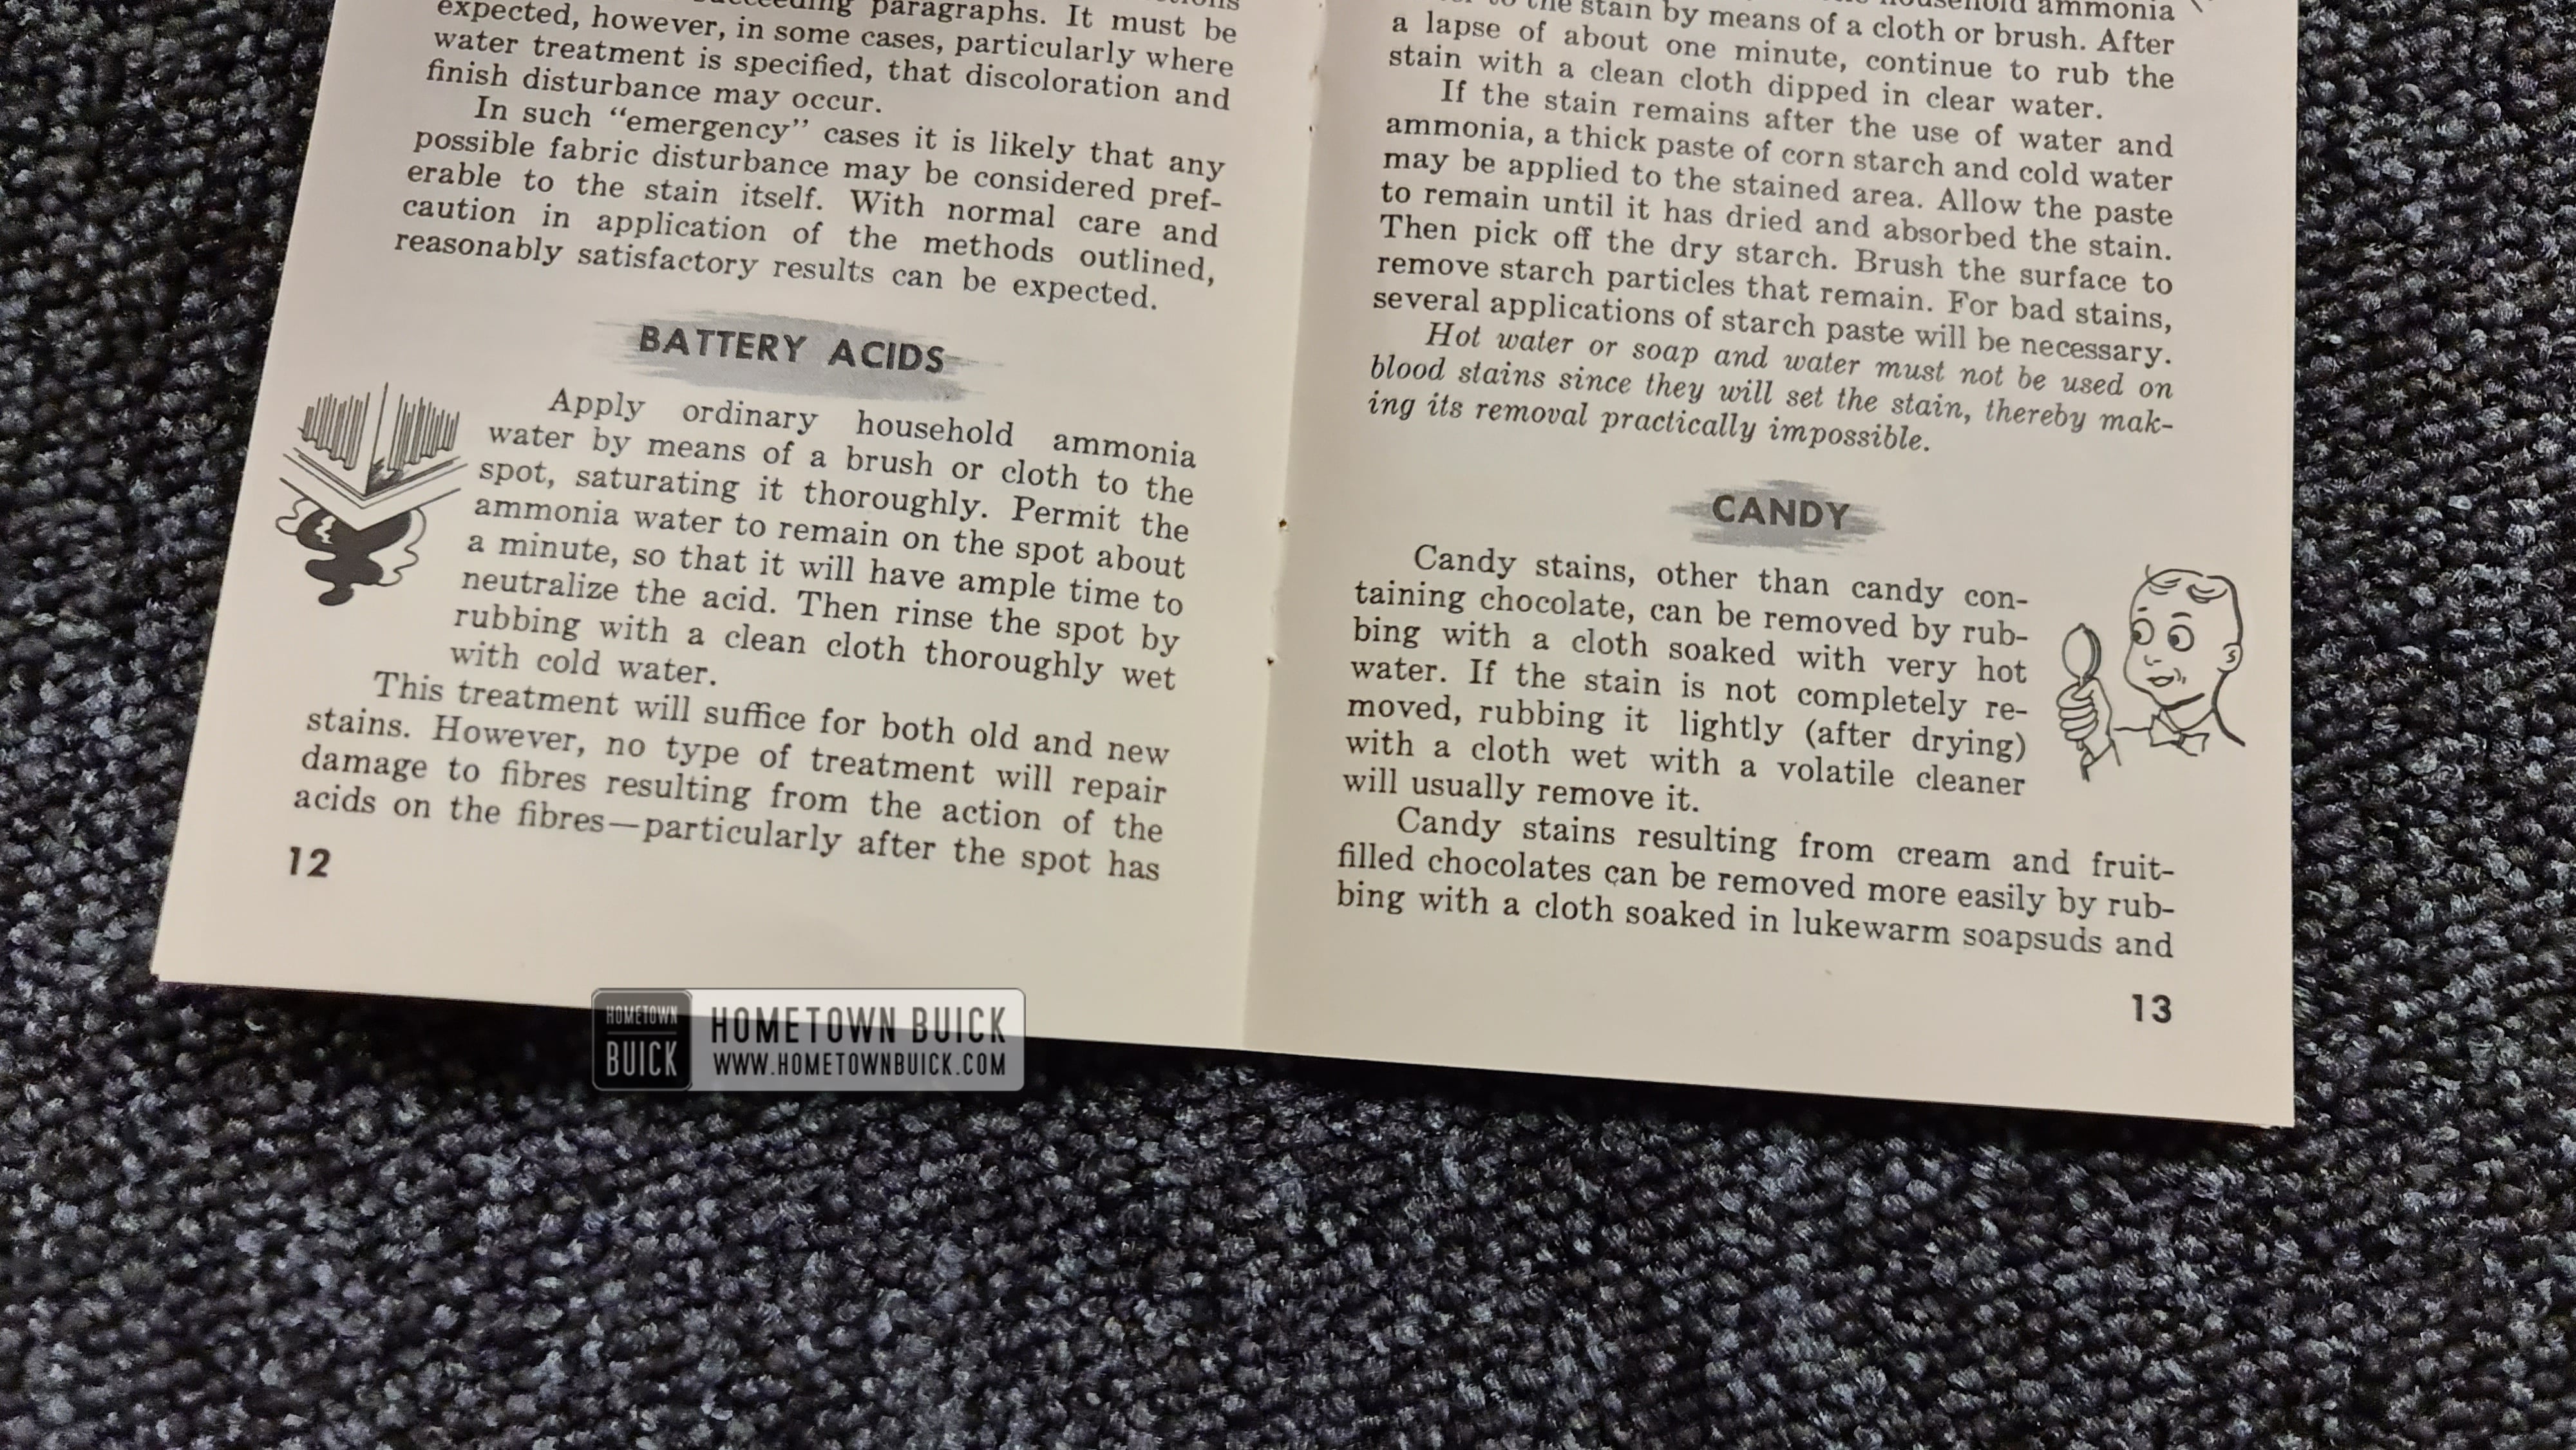 paragraphs. It must be
expected, however, in some cases, particularly where
water treatment is specified, that discoloration and
finish disturbance may occur.
In such “emergency” cases it is likely that any
possible fabric disturbance may be considered pref-
erable to the stain itself. With normal care and
caution in application of the methods outlined,
reasonably satisfactory results can be expected.
BATTERY ACIDS
Apply ordinary household ammonia
water by means of a brush or cloth to the
spot, saturating it thoroughly. Permit the
ammonia water to remain on the spot about
a minute, so that it will have ample time to
neutralize the acid. Then rinse the spot by
rubbing with a clean cloth thoroughly wet
with cold water.
This treatment will suffice for both old and new
stains. However, no type of treatment will repair
damage to fibres resulting from the action of the
acids on the fibres—particularly after the spot has
12
household ammonia
to the stain by means of a cloth or brush. After
a lapse of about one minute, continue to rub the
stain with a clean cloth dipped in clear water.
If the stain remains after the use of water and
ammonia, a thick paste of corn starch and cold water
may be applied to the stained area. Allow the paste
to remain until it has dried and absorbed the stain.
Then pick off the dry starch. Brush the surface to
remove starch particles that remain. For bad stains,
several applications of starch paste will be necessary.
Hot water or soap and water must not be used on
blood stains since they will set the stain, thereby mak-
ing its removal practically impossible.
CANDY
Candy stains, other than candy con-
taining chocolate, can be removed by rub-
bing with a cloth soaked with very hot
water. If the stain is not completely re-
moved, rubbing it lightly (after drying)
with a cloth wet with a volatile cleaner
will usually remove it.
Candy stains resulting from cream and fruit-
filled chocolates can be removed more easily by rub-
bing with a cloth soaked in lukewarm soapsuds and
13
HOMETOWN
BUICK
HOMETOWN BUICK
WWW.HOMETOWNBUICK.COM